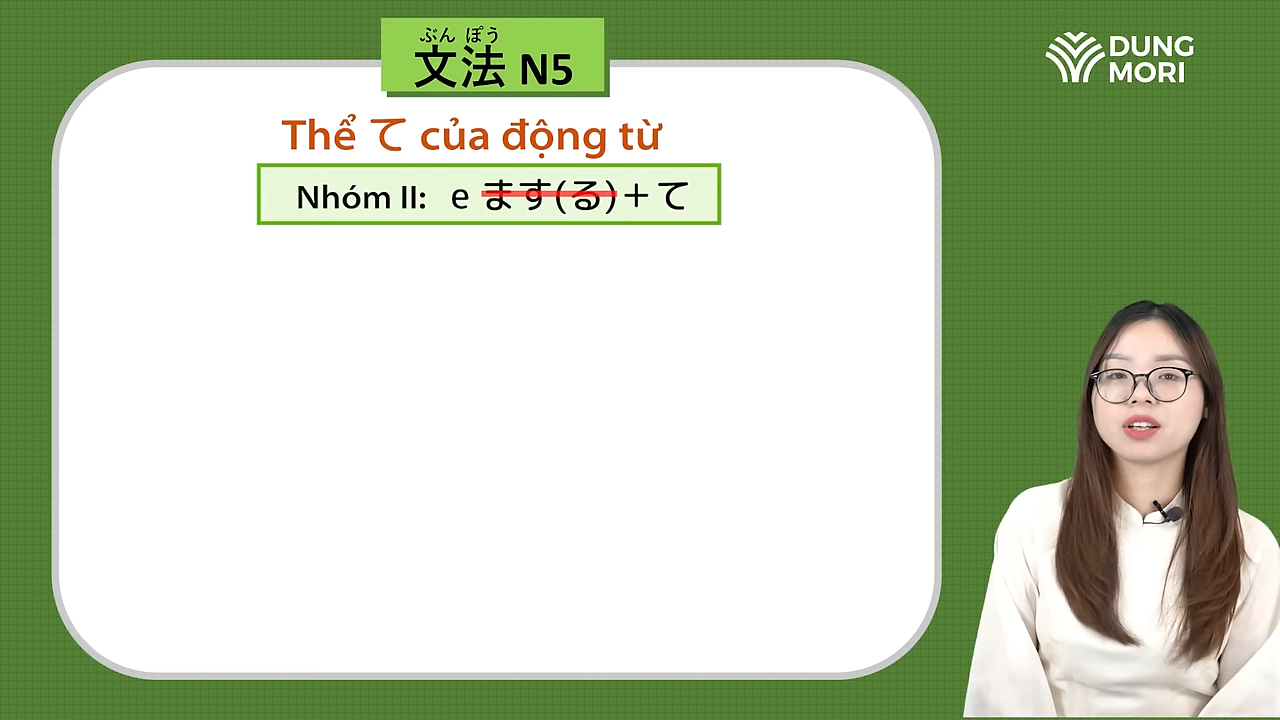 ぶん ぽう
文法 N5
DUNG
MORI
Thể て của động từ
Nhóm II: e ます(る)+て